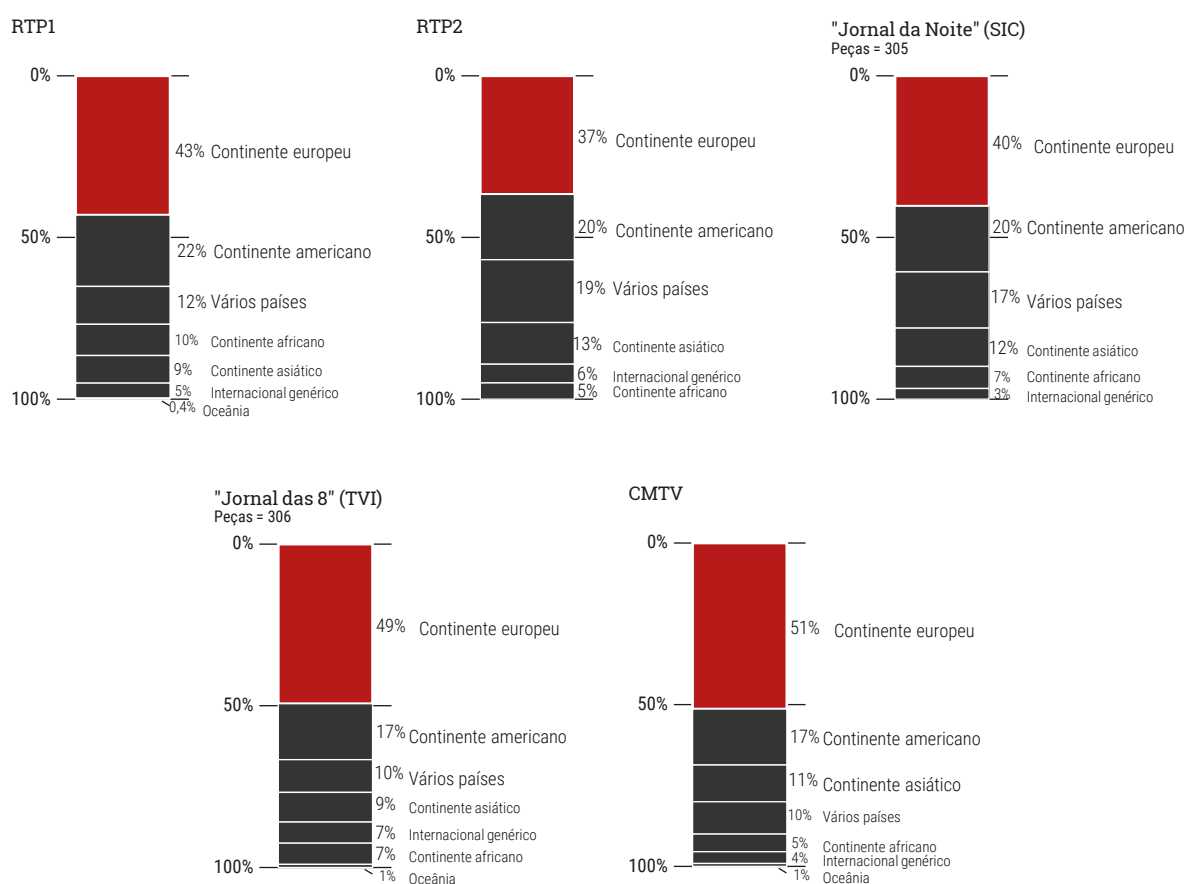 RTP1
0%
43% Continente europeu
50%
22% Continente americano
12% Vários países
10% Continente africano
9% Continente asiático
5% Internacional genérico
100%
0,4% Oceânia
RTP2
0%
37% Continente europeu
20% Continente americano
50%
19% Vários países
13% Continente asiático
6% Internacional genérico
5% Continente africano
100%
"Jornal da Noite" (SIC)
Peças = 305
0%
40% Continente europeu
20% Continente americano
50%
17% Vários países
12% Continente asiático
7% Continente africano
3% Internacional genérico
100%
"Jornal das 8" (TVI)
Peças = 306
0%
49% Continente europeu
50%
17% Continente americano
10% Vários países
9% Continente asiático
7% Internacional genérico
7% Continente africano
100%
1% Oceânia
CMTV
0%
51% Continente europeu
50%
17% Continente americano
11% Continente asiático
10% Vários países
5% Continente africano
4% Internacional genérico
100%
1% Oceânia